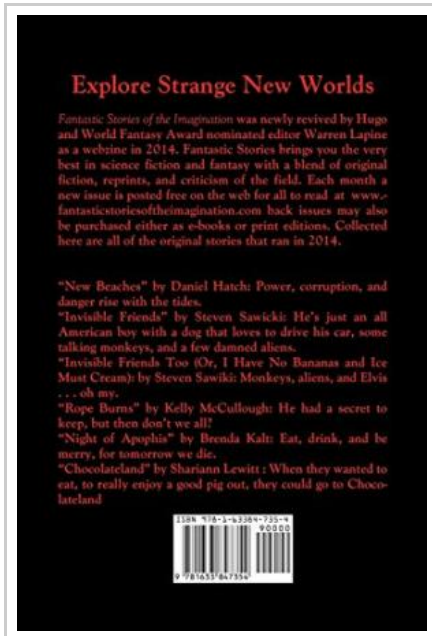 Explore Strange New Worlds
Fantastic Stories of the Imagination was newly revived by Hugo
and World Fantasy Award nominated editor Warren Lapine
as a webzine in 2014. Fantastic Stories brings you the very
best in science fiction and fantasy with a blend of original
fiction, reprints, and criticism of the field. Each month a
new issue is posted free on the web for all to read at www.-
fantasticstoriesoftheimagination.com back issues may also
be purchased either as e-books or print editions. Collected
here are all of the original stories that ran in 2014.
“New Beaches” by Daniel Hatch: Power, corruption, and
danger rise with the tides.
“Invisible Friends” by Steven Sawicki: He's just an all
American boy with a dog that loves to drive his car, some
talking monkeys, and a few damned aliens.
“Invisible Friends Too (Or, I Have No Bananas and Ice
Must Cream): by Steven Sawiki: Monkeys, aliens, and Elvis
. . . oh my.
“Rope Burns” by Kelly McCullough: He had a secret to
keep, but then don't we all?
“Night of Apophis” by Brenda Kalt: Eat, drink, and be
merry, for tomorrow we die.
“Chocolateland” by Shariann Lewitt : When they wanted to
eat, to really enjoy a good pig out, they could go to Choco-
lateland
ISBN 978-1-63384-735-4
90000
9 781633 847354